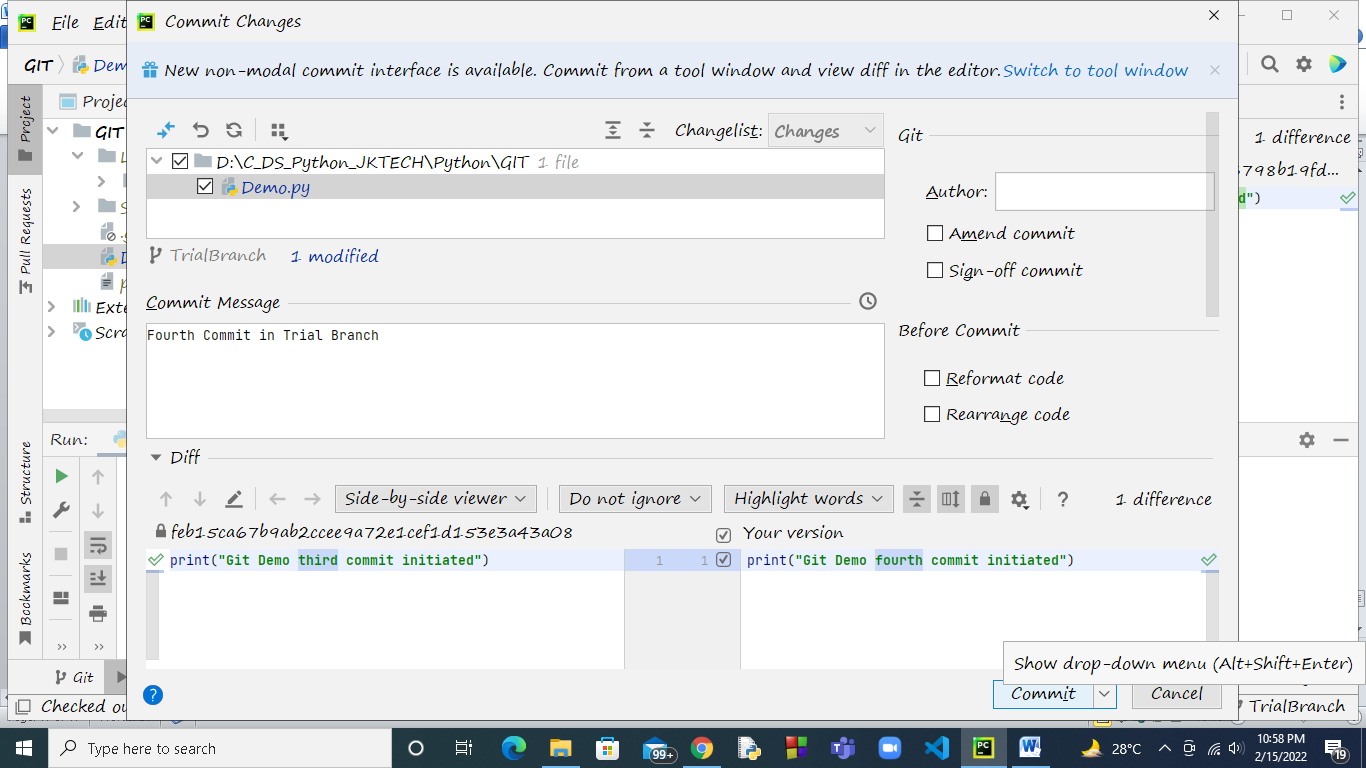 File Edit
Commit Changes
GIT Dem
New non-modal commit interface is available. Commit from a tool window and view diff in the editor. Switch to tool window
Project
Changelist: Changes
Git
1 difference
GIT
D:\C_DS_Python_JKTECH\Python\GIT 1 file
3798b19fd...
Demo.py
Author:
d")
Pull Requests
Amend commit
TrialBranch 1 modified
Sign-off commit
Commit Message
Before Commit
Fourth Commit in Trial Branch
Reformat code
Rearrange code
Run:
Diff
Structure
Side-by-side viewer Do not ignore Highlight words ? 1 difference
feb15ca67b9ab2ccee9a72e1cef1d153e3a43a08 Your version
print("Git Demo third commit initiated") 1 1 print("Git Demo fourth commit initiated")
Bookmarks
Show drop-down menu (Alt+Shift+Enter)
Git
? Commit Cancel
Checked ou
TrialBranch
Type here to search
99+
28°C
10:58 PM
2/15/2022
19